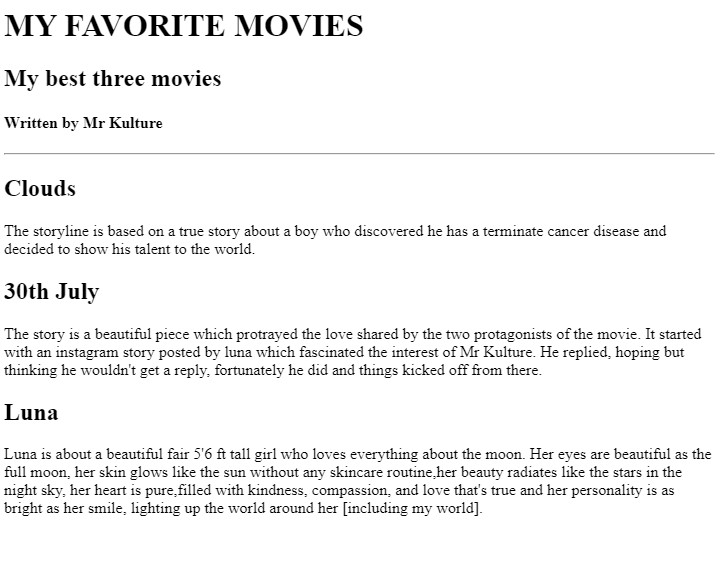 MY FAVORITE MOVIES
My best three movies
Written by Mr Kulture
Clouds
The storyline is based on a true story about a boy who discovered he has a terminate cancer disease and
decided to show his talent to the world.
30th July
The story is a beautiful piece which protrayed the love shared by the two protagonists of the movie. It started
with an instagram story posted by luna which fascinated the interest of Mr Kulture. He replied, hoping but
thinking he wouldn't get a reply, fortunately he did and things kicked off from there.
Luna
Luna is about a beautiful fair 5'6 ft tall girl who loves everything about the moon. Her eyes are beautiful as the
full moon, her skin glows like the sun without any skincare routine,her beauty radiates like the stars in the
night sky, her heart is pure,filled with kindness, compassion, and love that's true and her personality is as
bright as her smile, lighting up the world around her [including my world].